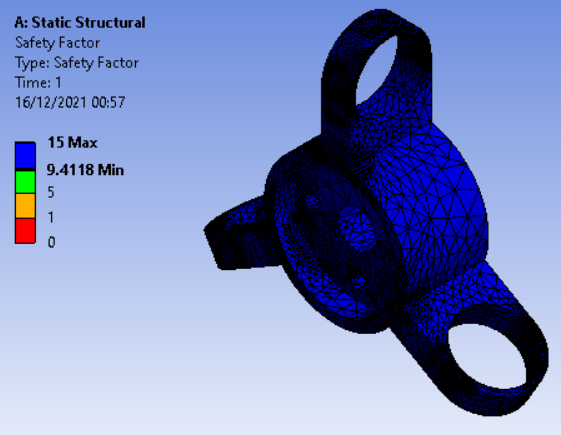 A: Static Structural
Safety Factor
Type: Safety Factor
Time: 1
16/12/2021 00:57
15 Max
9.4118 Min
5
1
0